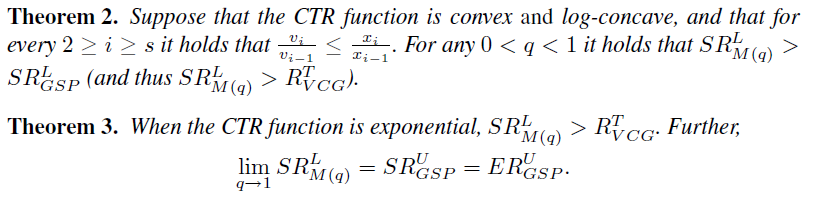 Theorem 2. Suppose that the CTR function is convex and log-concave, and that for
every 2 ≥ i ≥ s it holds that \frac{v_i}{v_{i-1}} ≤ \frac{x_i}{x_{i-1}}. For any 0 < q < 1 it holds that SR^L_{M(q)} >
SR^L_{GSP} (and thus SR^L_{M(q)} > R^T_{VCG}).
Theorem 3. When the CTR function is exponential, SR^L_{M(q)} > R^T_{VCG}. Further,
\lim_{q→1} SR^L_{M(q)} = SR^U_{GSP} = ER^U_{GSP}.